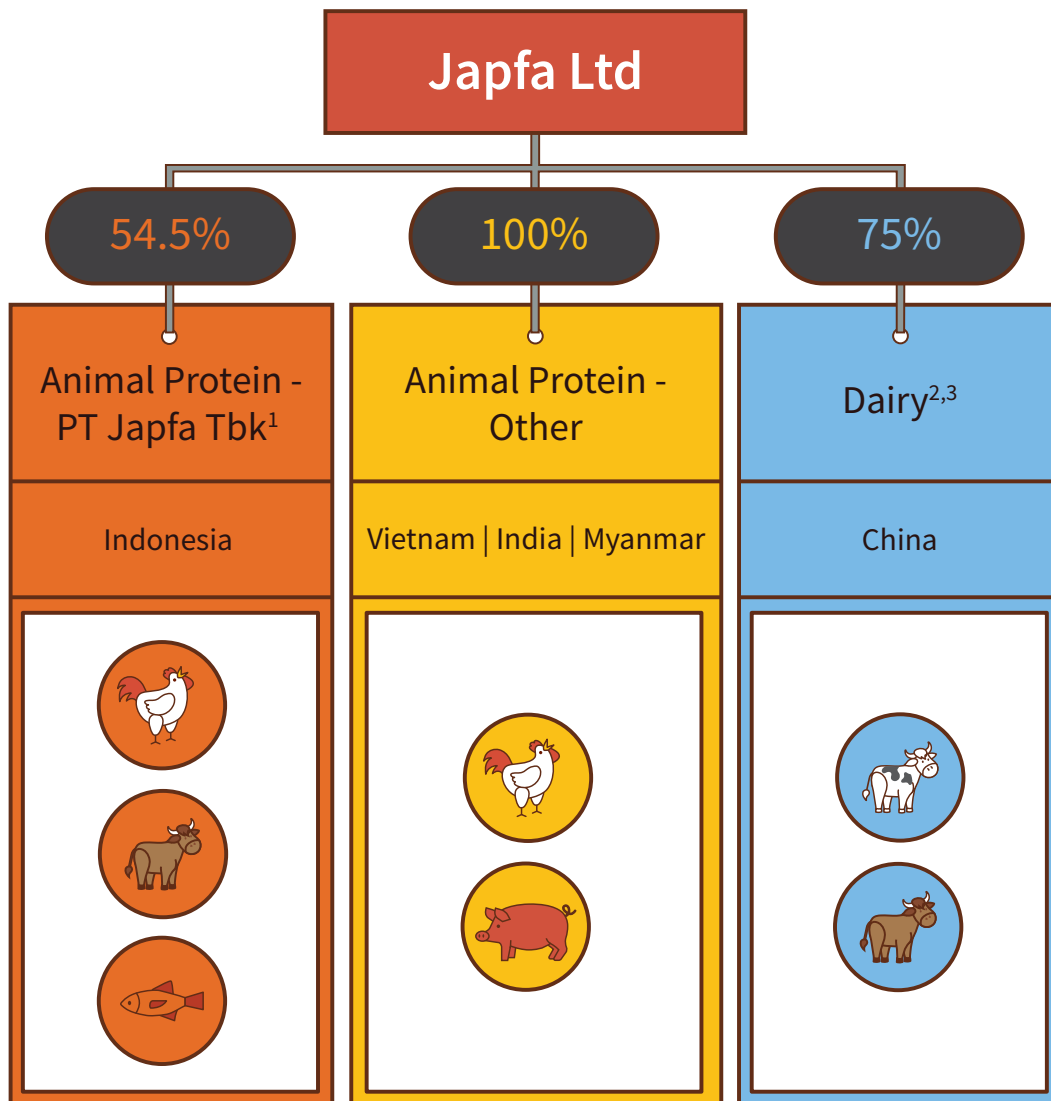 Japfa Ltd
54.5%
100%
75%
Animal Protein -
PT Japfa Tbk¹
Animal Protein -
Other
Dairy²,³
Indonesia
Vietnam | India | Myanmar
China